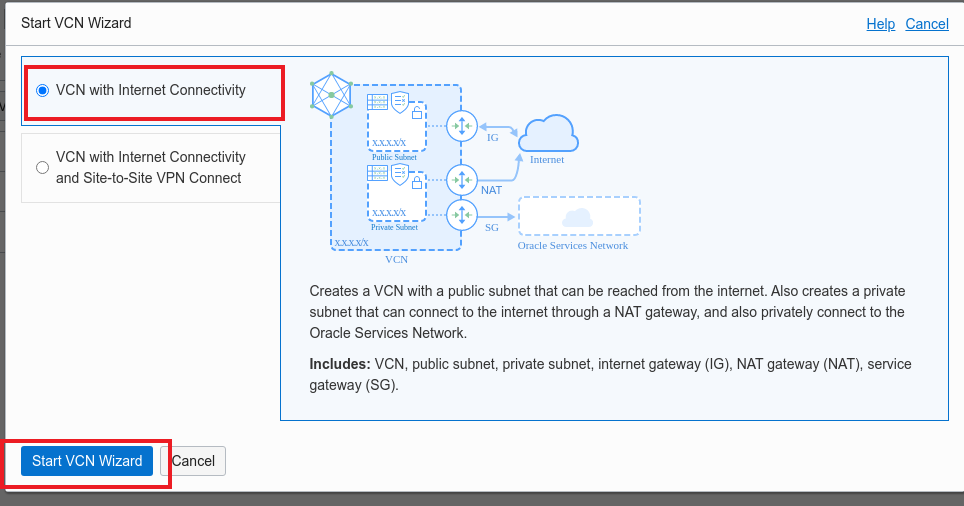 Start VCN Wizard
Help Cancel
VCN with Internet Connectivity
VCN with Internet Connectivity
and Site-to-Site VPN Connect
X.X.X.X/X
Public Subnet
IG
Internet
NAT
X.X.X.X/X
Private Subnet
SG
X.X.X.X/X
Oracle Services Network
VCN
Creates a VCN with a public subnet that can be reached from the internet. Also creates a private
subnet that can connect to the internet through a NAT gateway, and also privately connect to the
Oracle Services Network.
Includes: VCN, public subnet, private subnet, internet gateway (IG), NAT gateway (NAT), service
gateway (SG).
Start VCN Wizard Cancel